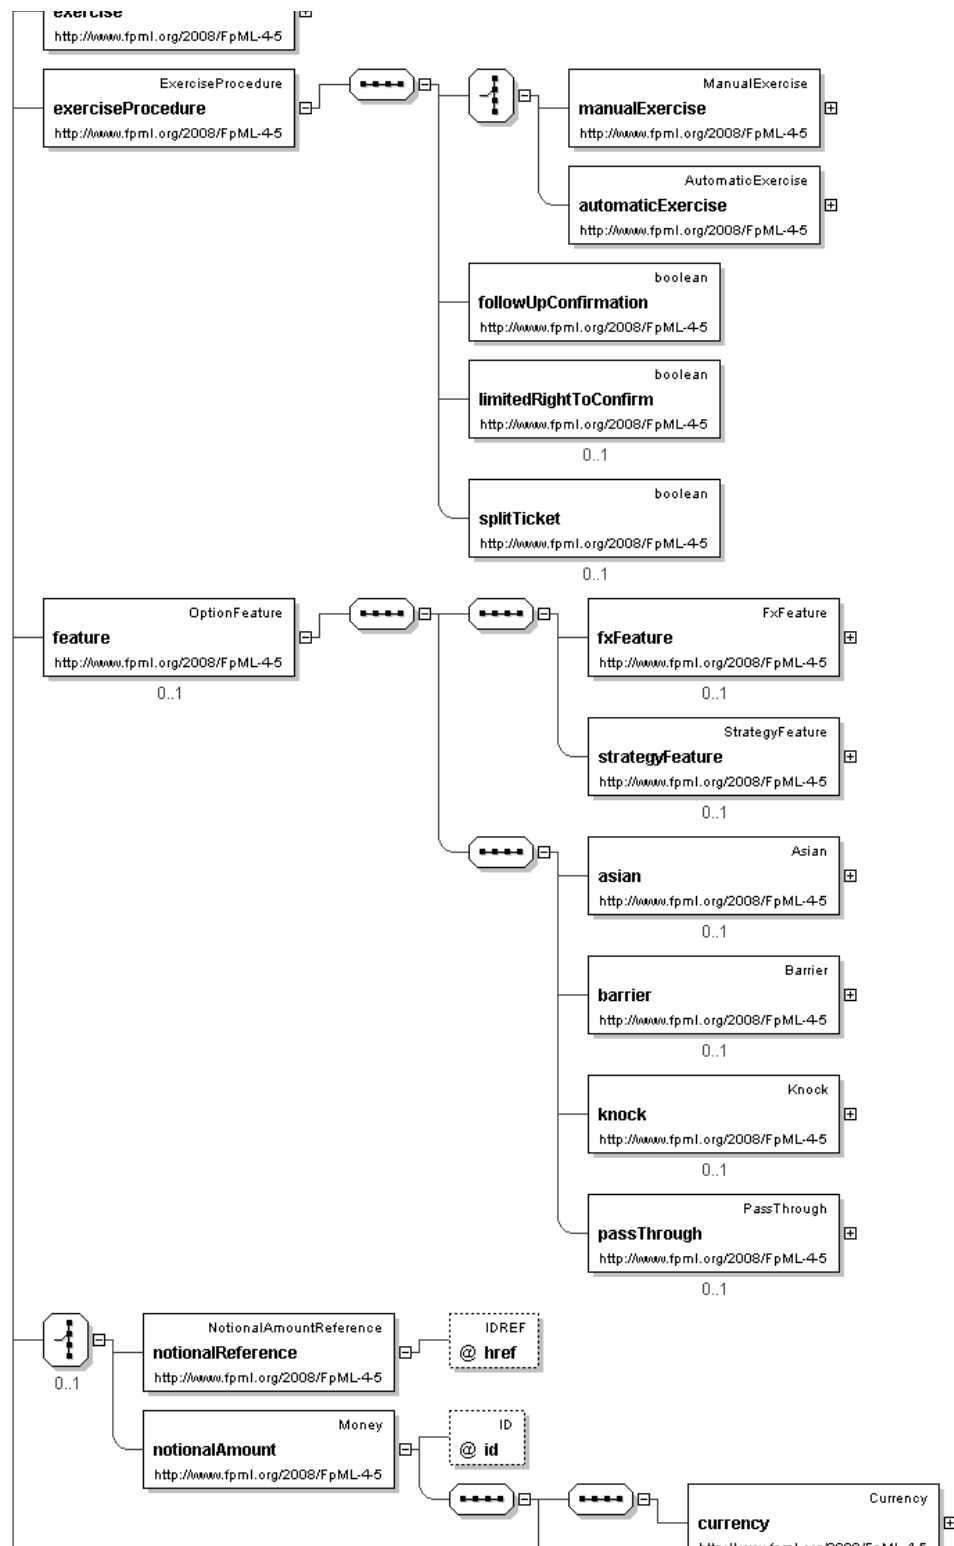 exercise
http://www.fpml.org/2008/FpML-4-5
ExerciseProcedure
exerciseProcedure
http://www.fpml.org/2008/FpML-4-5
ManualExercise
manualExercise
http://www.fpml.org/2008/FpML-4-5
AutomaticExercise
automaticExercise
http://www.fpml.org/2008/FpML-4-5
boolean
followUpConfirmation
http://www.fpml.org/2008/FpML-4-5
boolean
limitedRightToConfirm
http://www.fpml.org/2008/FpML-4-5
0..1
boolean
splitTicket
http://www.fpml.org/2008/FpML-4-5
0..1
OptionFeature
feature
http://www.fpml.org/2008/FpML-4-5
0..1
FxFeature
fxFeature
http://www.fpml.org/2008/FpML-4-5
0..1
StrategyFeature
strategyFeature
http://www.fpml.org/2008/FpML-4-5
0..1
Asian
asian
http://www.fpml.org/2008/FpML-4-5
0..1
Barrier
barrier
http://www.fpml.org/2008/FpML-4-5
0..1
Knock
knock
http://www.fpml.org/2008/FpML-4-5
0..1
PassThrough
passThrough
http://www.fpml.org/2008/FpML-4-5
0..1
0..1
NotionalAmountReference
notionalReference
http://www.fpml.org/2008/FpML-4-5
IDREF
@ href
Money
notionalAmount
http://www.fpml.org/2008/FpML-4-5
ID
@ id
Currency
currency
http://www.fpml.org/2008/FpML-4-5